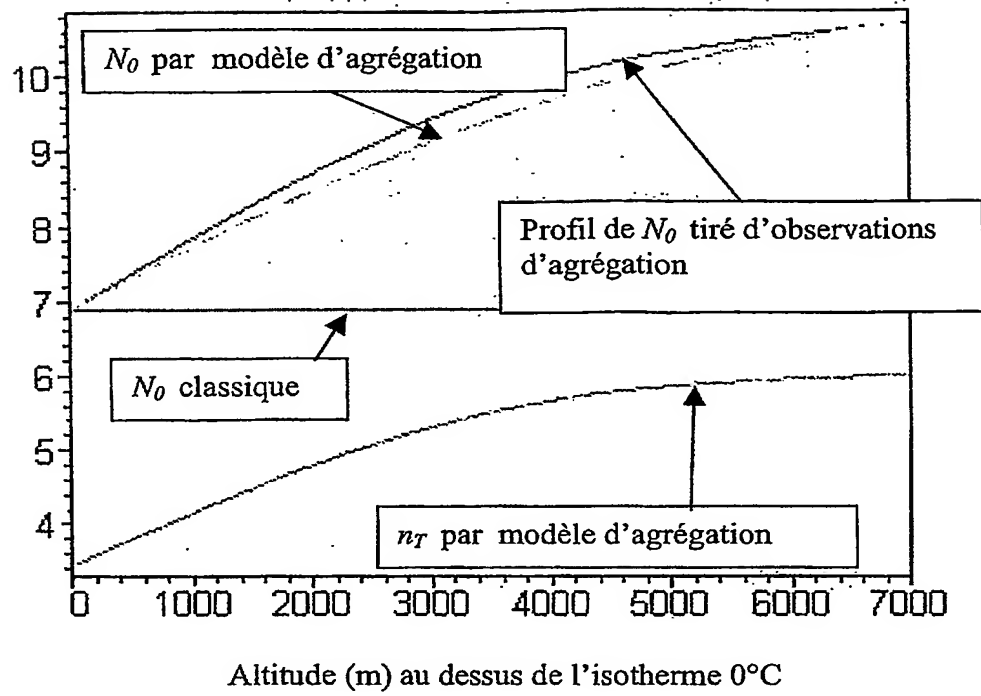 N₀ par modèle d'agrégation
10
9
8
7
6
5
4
Profil de N₀ tiré d'observations
d'agrégation
N₀ classique
n_T par modèle d'agrégation
0 1000 2000 3000 4000 5000 6000 7000
Altitude (m) au dessus de l'isotherme 0°C